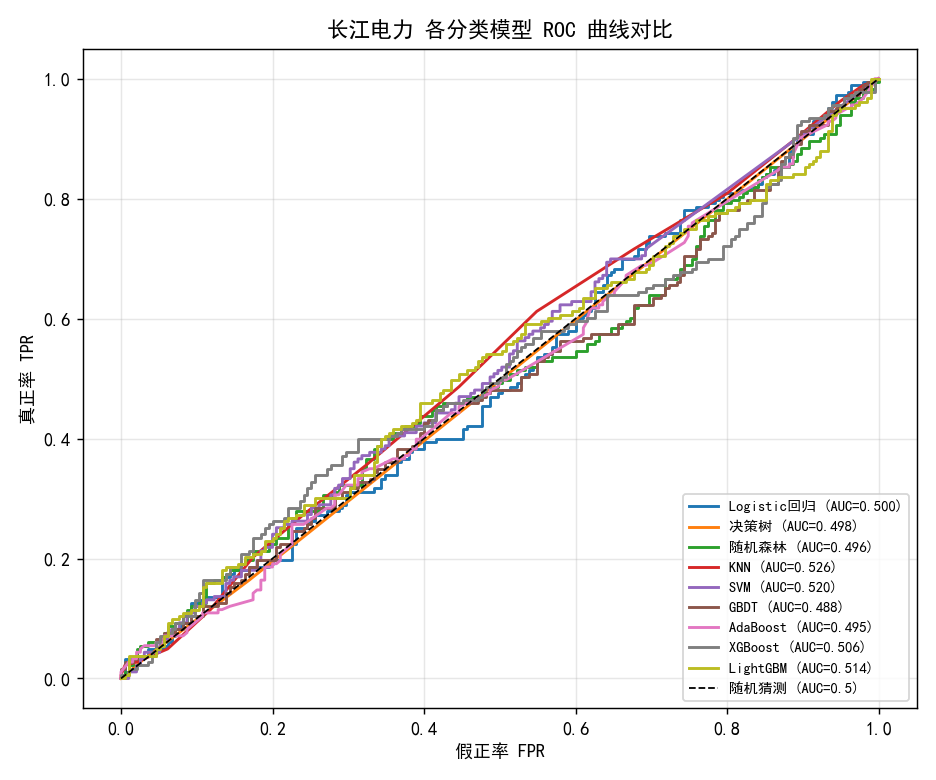 长江电力 各分类模型 ROC 曲线对比
1.0
0.8
0.6
0.4
0.2
0.0
真正率 TPR
0.0 0.2 0.4 0.6 0.8 1.0
假正率 FPR
Logistic回归 (AUC=0.500)
决策树 (AUC=0.498)
随机森林 (AUC=0.496)
KNN (AUC=0.526)
SVM (AUC=0.520)
GBDT (AUC=0.488)
AdaBoost (AUC=0.495)
XGBoost (AUC=0.506)
LightGBM (AUC=0.514)
随机猜测 (AUC=0.5)